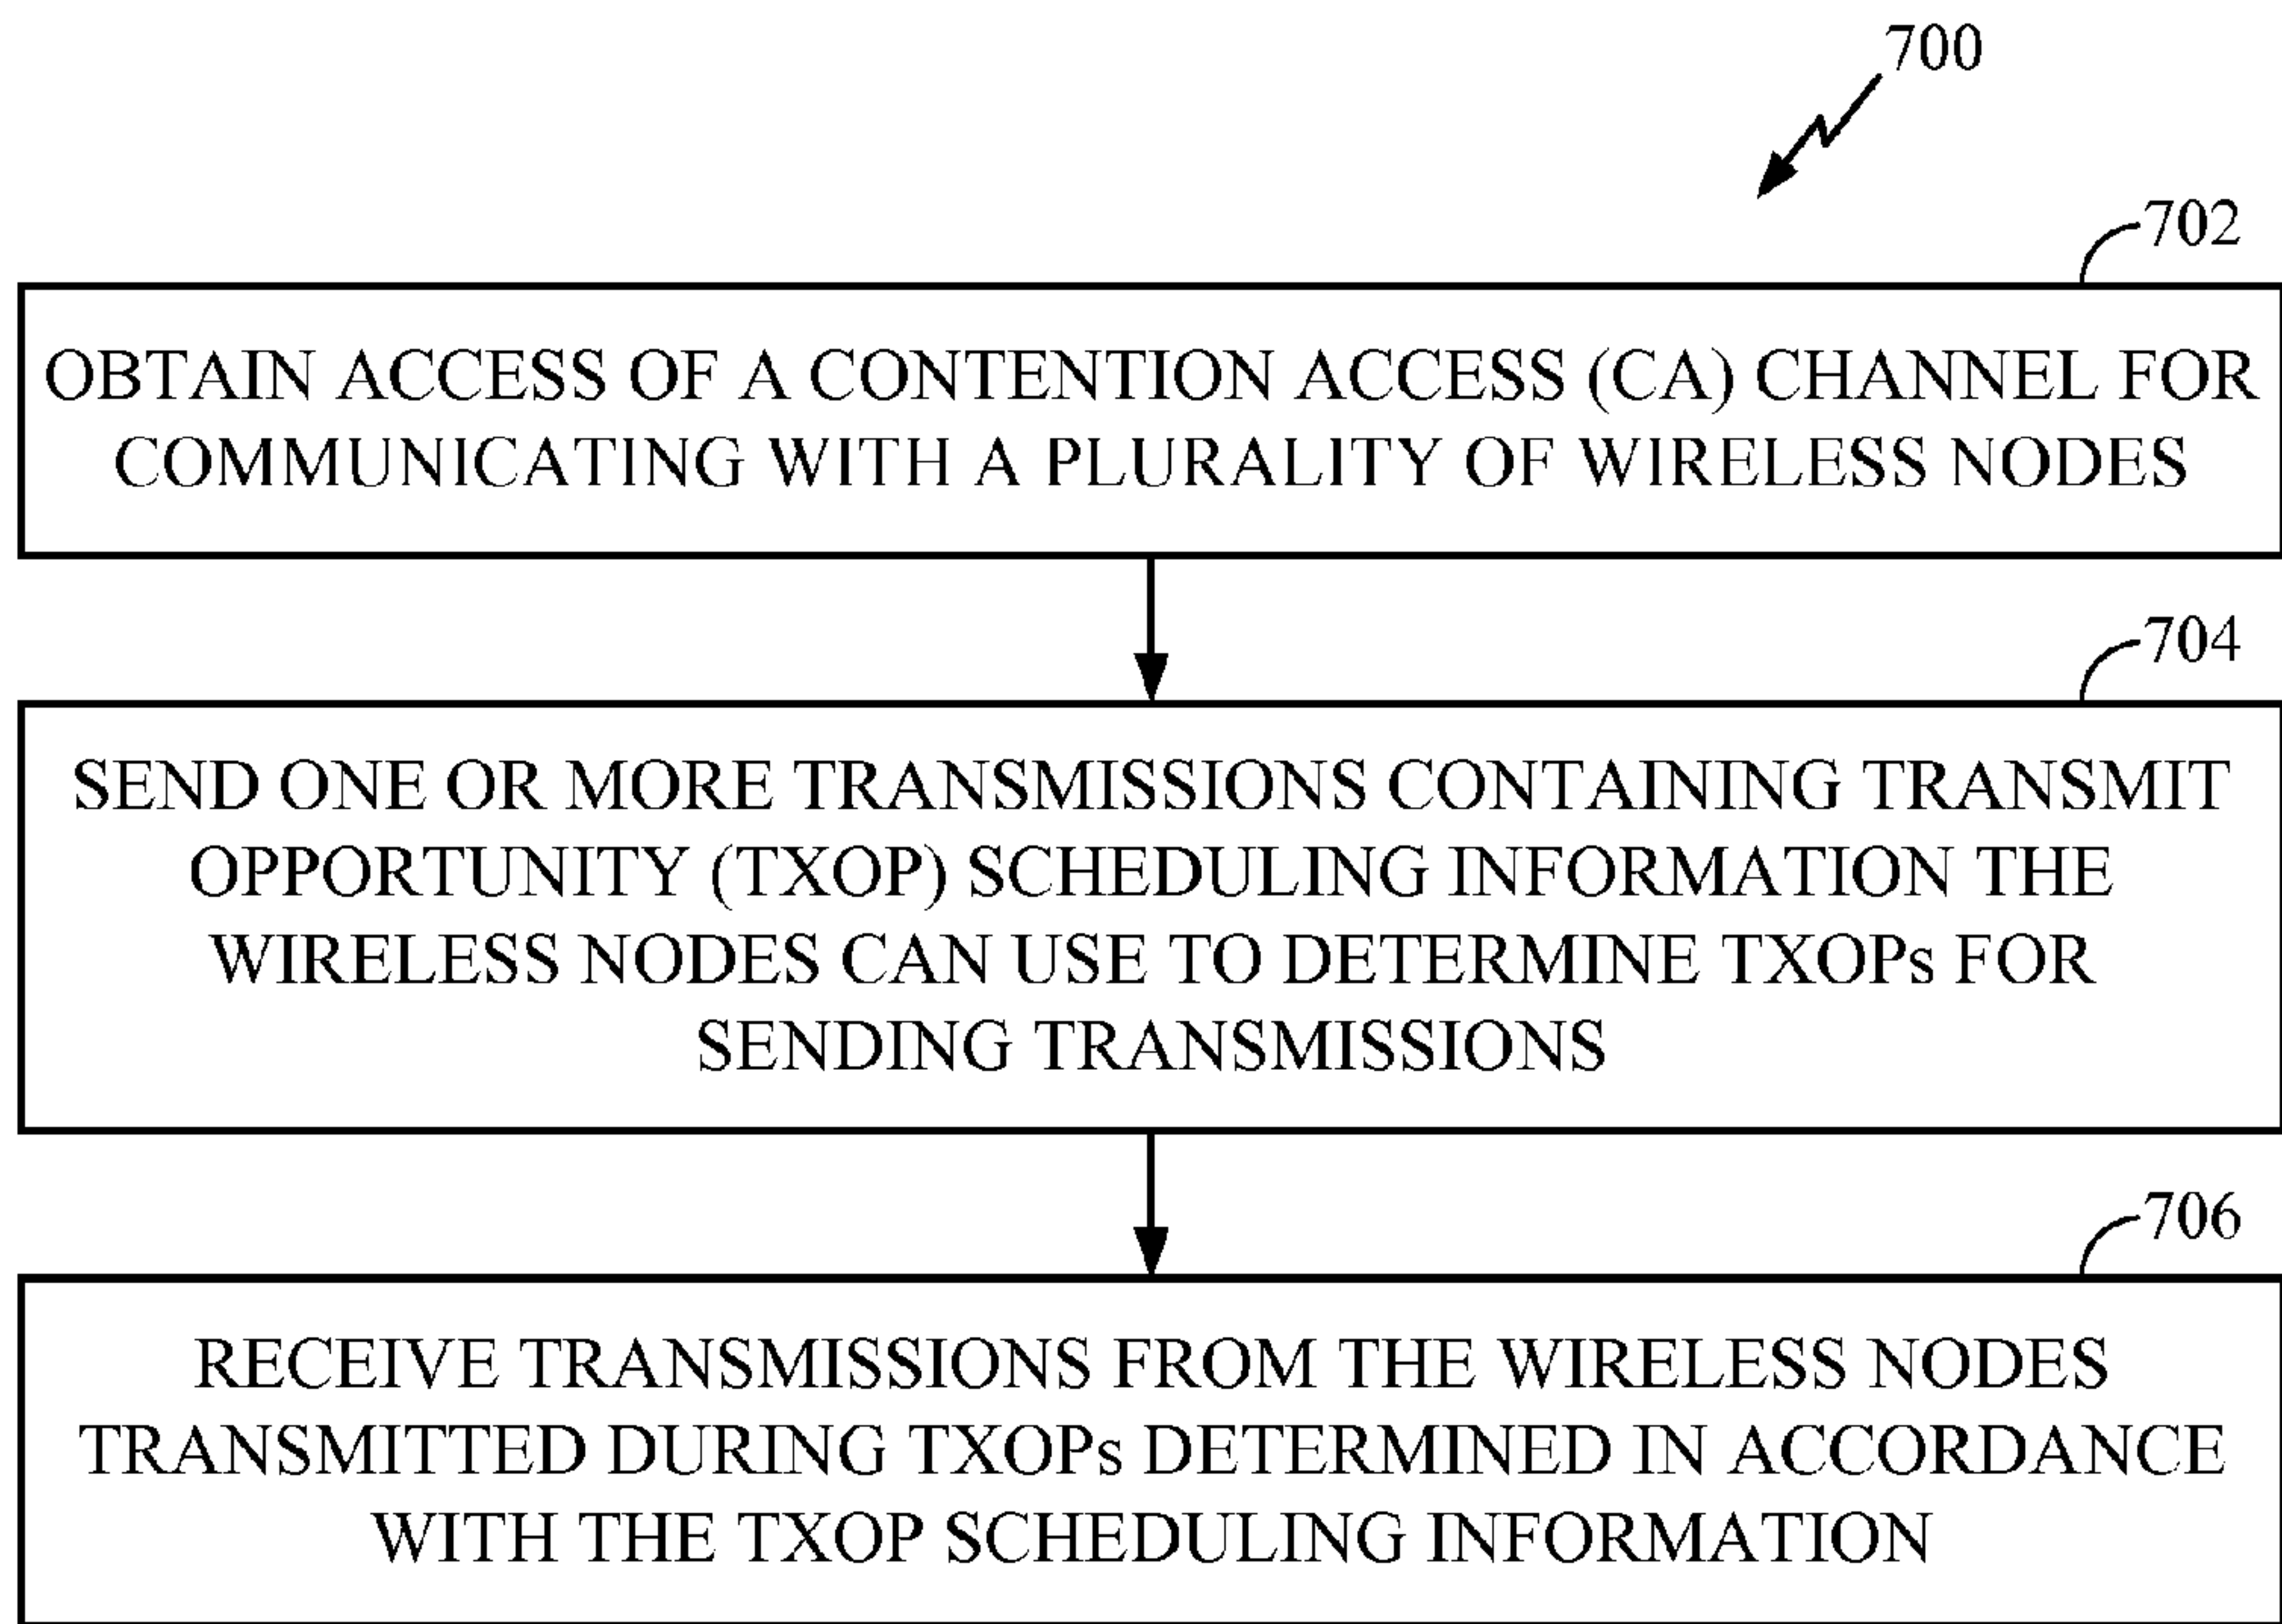 700
702
OBTAIN ACCESS OF A CONTENTION ACCESS (CA) CHANNEL FOR
COMMUNICATING WITH A PLURALITY OF WIRELESS NODES
704
SEND ONE OR MORE TRANSMISSIONS CONTAINING TRANSMIT
OPPORTUNITY (TXOP) SCHEDULING INFORMATION THE
WIRELESS NODES CAN USE TO DETERMINE TXOPs FOR
SENDING TRANSMISSIONS
706
RECEIVE TRANSMISSIONS FROM THE WIRELESS NODES
TRANSMITTED DURING TXOPs DETERMINED IN ACCORDANCE
WITH THE TXOP SCHEDULING INFORMATION